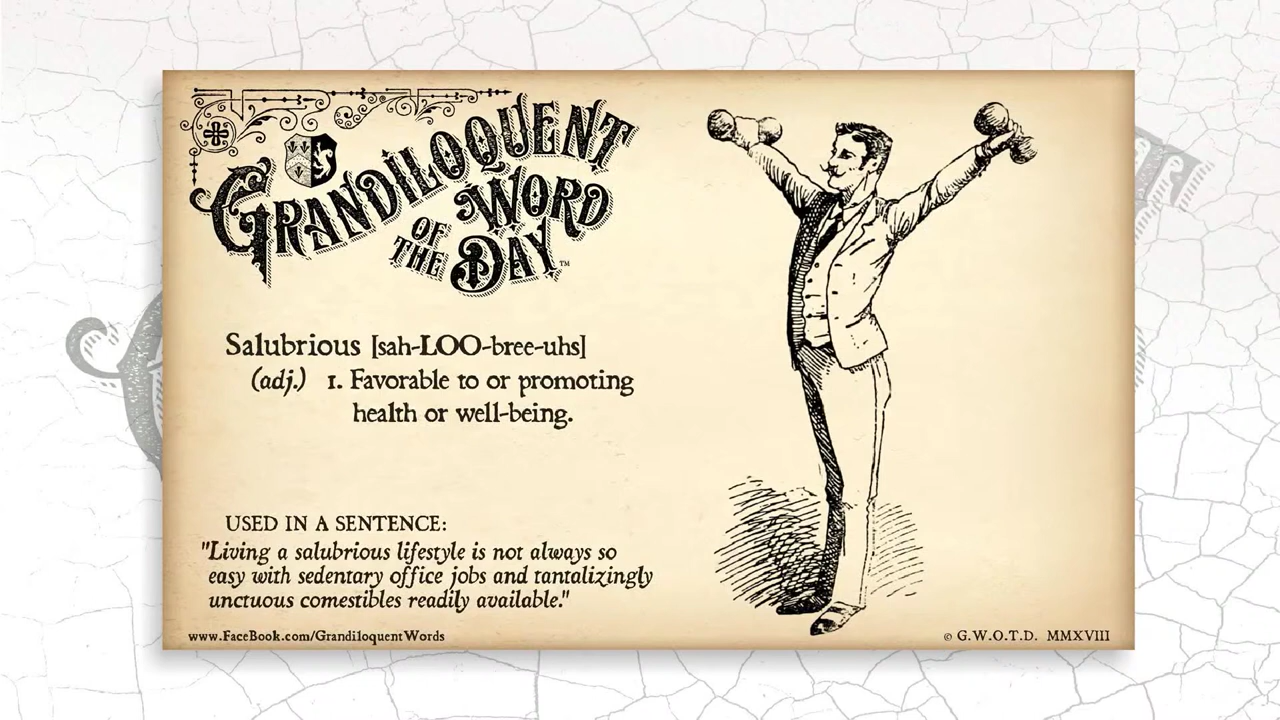 GRANDILOQUENT
WORD
OF
THE
DAY™
Salubrious [sah-LOO-bree-uhs]
(adj.) 1. Favorable to or promoting
health or well-being.
USED IN A SENTENCE:
"Living a salubrious lifestyle is not always so
easy with sedentary office jobs and tantalizingly
unctuous comestibles readily available."
www.FaceBook.com/GrandiloquentWords
© G.W.O.T.D. MMXVIII